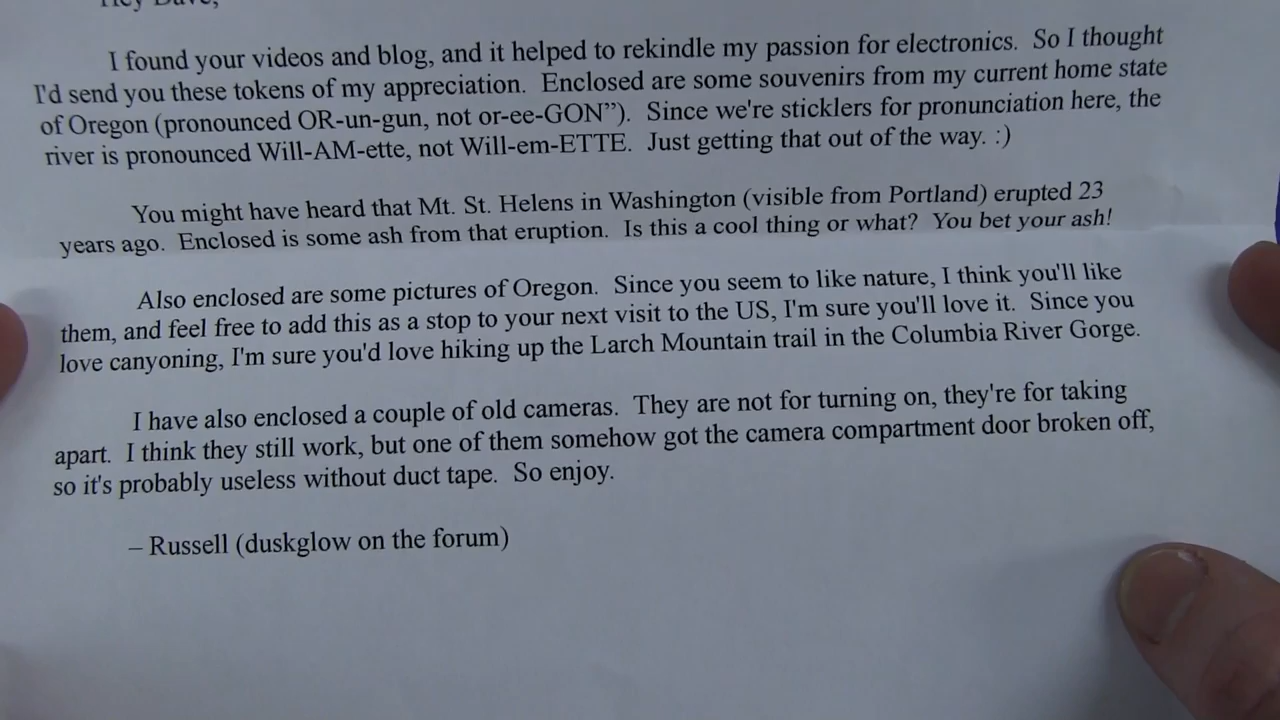 Hey Dave,
I found your videos and blog, and it helped to rekindle my passion for electronics.  So I thought
I'd send you these tokens of my appreciation.  Enclosed are some souvenirs from my current home state
of Oregon (pronounced OR-un-gun, not or-ee-GON”).  Since we're sticklers for pronunciation here, the
river is pronounced Will-AM-ette, not Will-em-ETTE.  Just getting that out of the way. :)
You might have heard that Mt. St. Helens in Washington (visible from Portland) erupted 23
years ago.  Enclosed is some ash from that eruption.  Is this a cool thing or what?  You bet your ash!
Also enclosed are some pictures of Oregon.  Since you seem to like nature, I think you'll like
them, and feel free to add this as a stop to your next visit to the US, I'm sure you'll love it.  Since you
love canyoning, I'm sure you'd love hiking up the Larch Mountain trail in the Columbia River Gorge.
I have also enclosed a couple of old cameras.  They are not for turning on, they're for taking
apart.  I think they still work, but one of them somehow got the camera compartment door broken off,
so it's probably useless without duct tape.  So enjoy.
– Russell (duskglow on the forum)